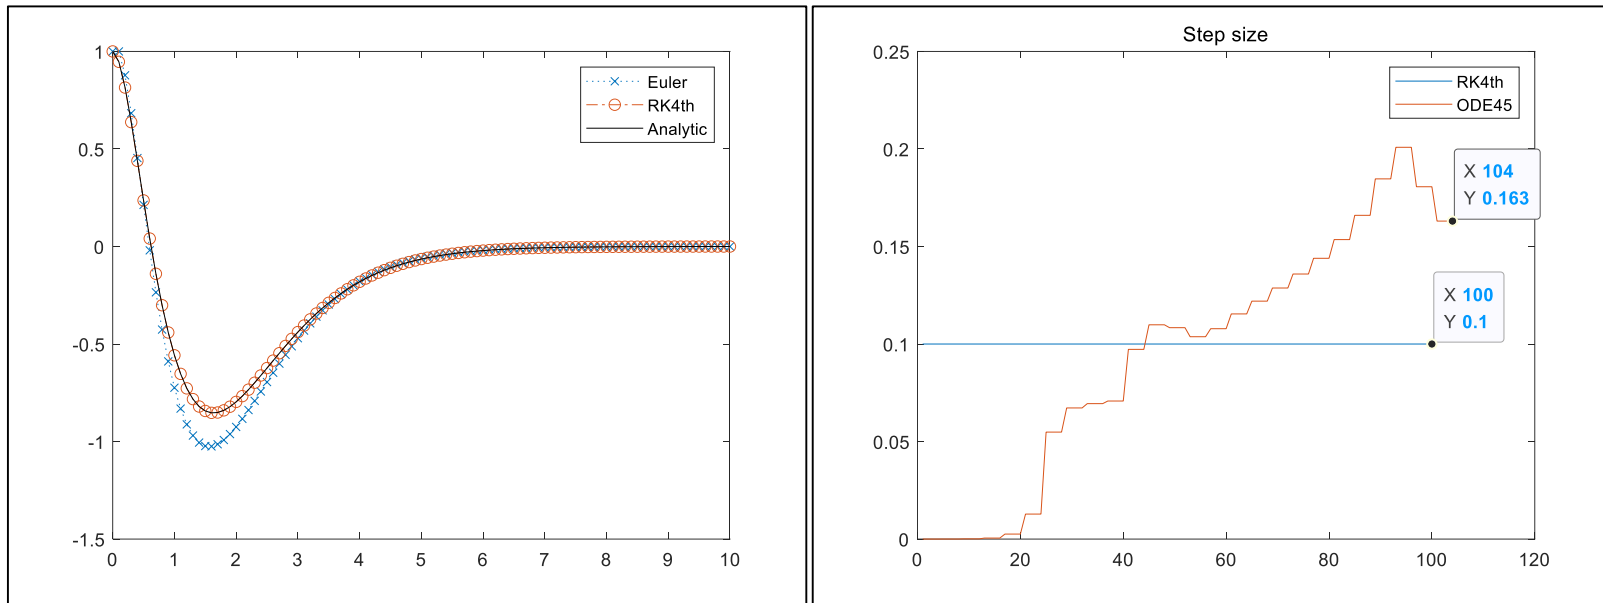 1
0.5
0
-0.5
-1
-1.5
0 1 2 3 4 5 6 7 8 9 10
Euler
RK4th
Analytic
Step size
0.25
0.2
0.15
0.1
0.05
0
0 20 40 60 80 100 120
RK4th
ODE45
X 104
Y 0.163
X 100
Y 0.1